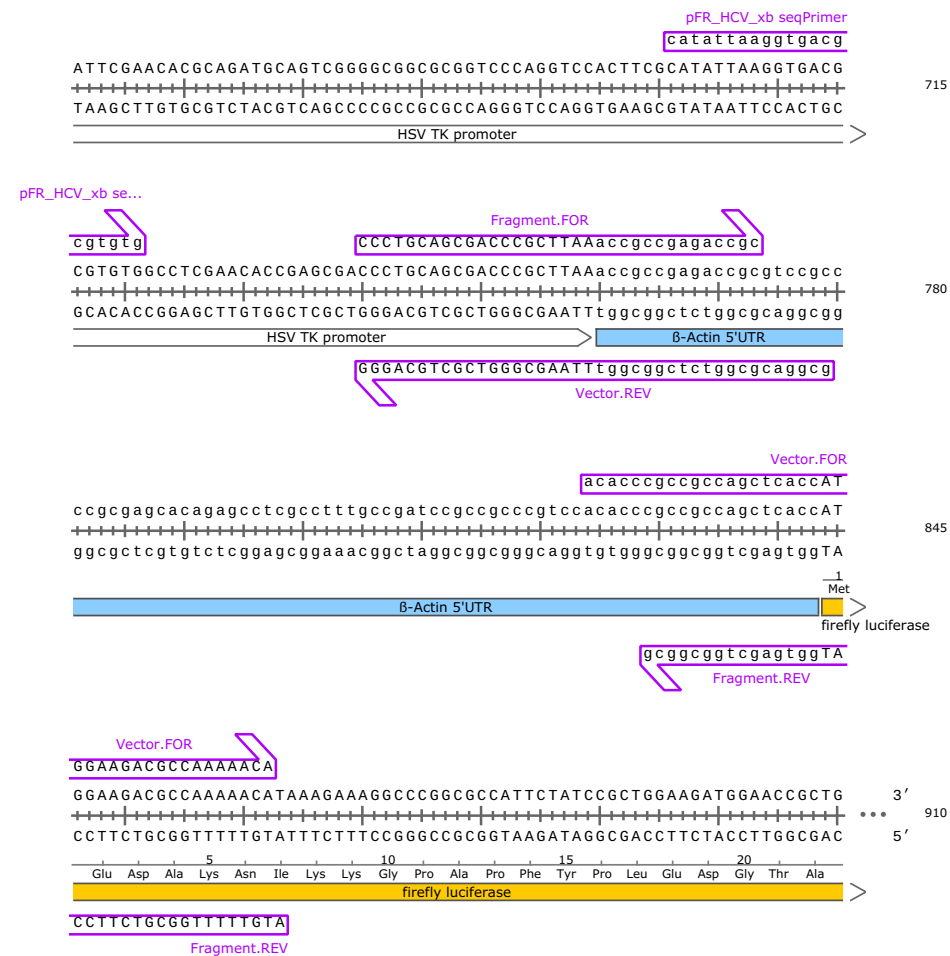 pFR_HCV_xb seqPrimer
catattaaggtgacg
ATTCGAACACGCAGATGCAGTCGGGGCGGCGCGGTCCCAGGTCCACTTCGCATATTAAGGTGACG
715
TAAGCTTGTGCGTCTACGTCAGCCCCGCCGCGCCAGGGTCCAGGTGAAGCGTATAATTCCACTGC
HSV TK promoter
pFR_HCV_xb se...
Fragment.FOR
cgtgtg CCCTGCAGCGACCCGCTTAAaccgccgagaccgc
CGTGTGGCCTCGAACACCGAGCGACCCTGCAGCGACCCGCTTAAaccgccgagaccgcgtccgcc
780
GCACACCGGAGCTTGTGGCTCGCTGGGACGTCGCTGGGCGAATTtggcggctctggcgcaggcgg
HSV TK promoter ß-Actin 5'UTR
GGGACGTCGCTGGGCGAATTtggcggctctggcgcaggcg
Vector.REV
Vector.FOR
acacccgccgccagctcaccAT
ccgcgagcacagagcctcgcctttgccgatccgccgcccgtccacacccgccgccagctcaccAT
845
ggcgctcgtgtctcggagcggaaacggctaggcggcgggcaggtgtgggcggcggtcgagtggTA
1
Met
ß-Actin 5'UTR
firefly luciferase
gcggcggtcgagtggTA
Fragment.REV
Vector.FOR
GGAAGACGCCAAAAACA
GGAAGACGCCAAAAACATAAAGAAAGGCCCGGCGCCATTCTATCCGCTGGAAGATGGAACCGCTG 3′
••• 910
CCTTCTGCGGTTTTTGTATTTCTTTCCGGGCCGCGGTAAGATAGGCGACCTTCTACCTTGGCGAC 5′
5 10 15 20
Glu Asp Ala Lys Asn Ile Lys Lys Gly Pro Ala Pro Phe Tyr Pro Leu Glu Asp Gly Thr Ala
firefly luciferase
CCTTCTGCGGTTTTTGTA
Fragment.REV